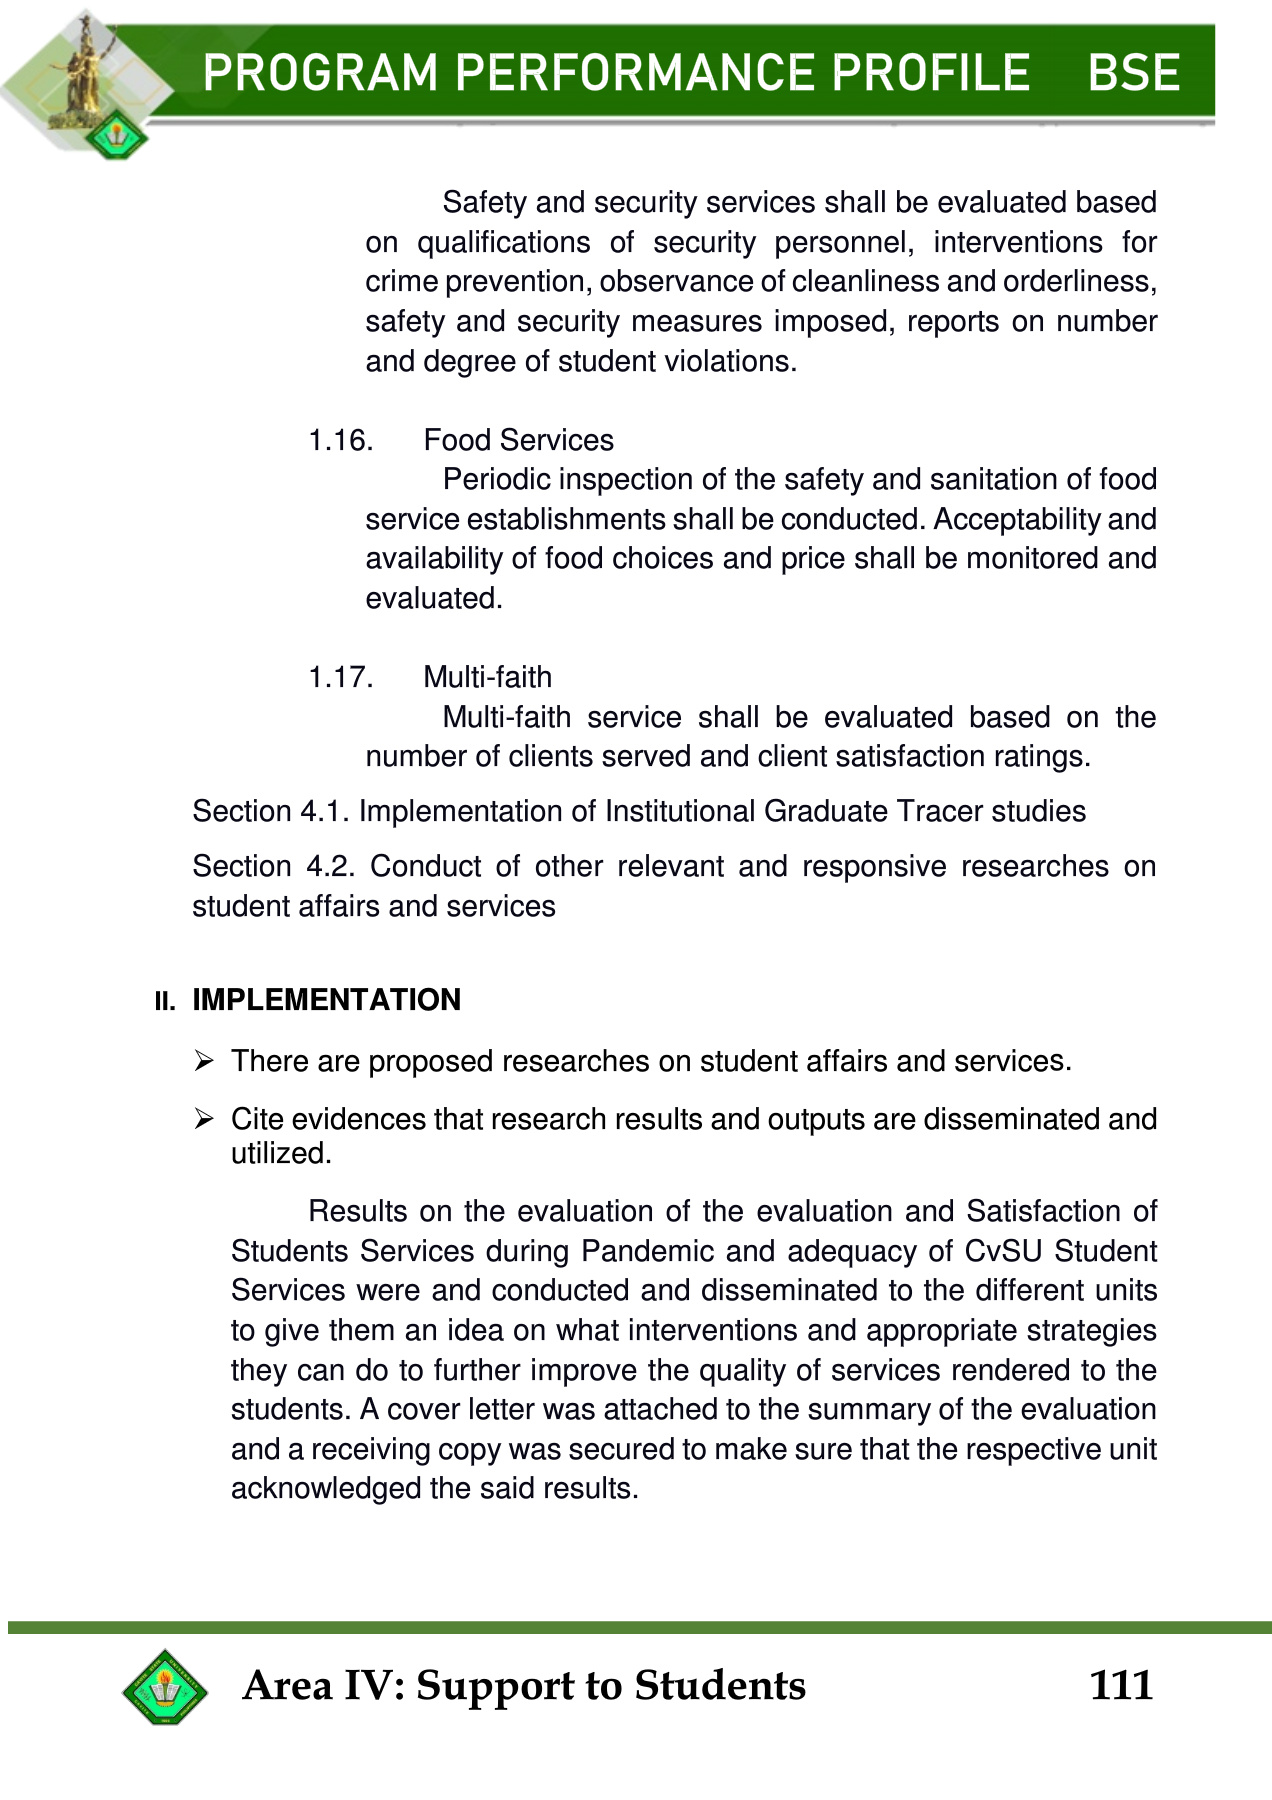 PROGRAM PERFORMANCE PROFILE BSE
Safety and security services shall be evaluated based
on qualifications of security personnel, interventions for
crime prevention, observance of cleanliness and orderliness,
safety and security measures imposed, reports on number
and degree of student violations.
1.16. Food Services
Periodic inspection of the safety and sanitation of food
service establishments shall be conducted. Acceptability and
availability of food choices and price shall be monitored and
evaluated.
1.17. Multi-faith
Multi-faith service shall be evaluated based on the
number of clients served and client satisfaction ratings.
Section 4.1. Implementation of Institutional Graduate Tracer studies
Section 4.2. Conduct of other relevant and responsive researches on
student affairs and services
II. IMPLEMENTATION
➢ There are proposed researches on student affairs and services.
➢ Cite evidences that research results and outputs are disseminated and
utilized.
Results on the evaluation of the evaluation and Satisfaction of
Students Services during Pandemic and adequacy of CvSU Student
Services were and conducted and disseminated to the different units
to give them an idea on what interventions and appropriate strategies
they can do to further improve the quality of services rendered to the
students. A cover letter was attached to the summary of the evaluation
and a receiving copy was secured to make sure that the respective unit
acknowledged the said results.
Area IV: Support to Students 111